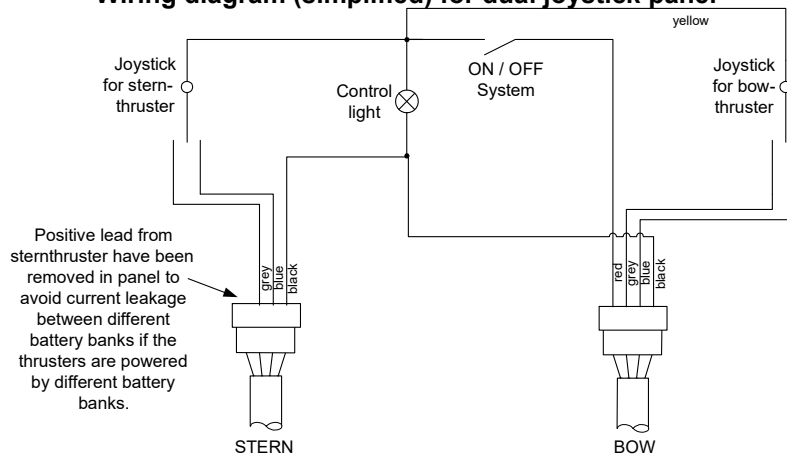 Wiring diagram (simplified) for dual joystick panel
yellow
Joystick
for stern-
thruster
Control
light
ON / OFF
System
Joystick
for bow-
thruster
Positive lead from
sternthruster have been
removed in panel to
avoid current leakage
between different
battery banks if the
thrusters are powered
by different battery
banks.
grey
blue
black
red
grey
blue
black
STERN
BOW